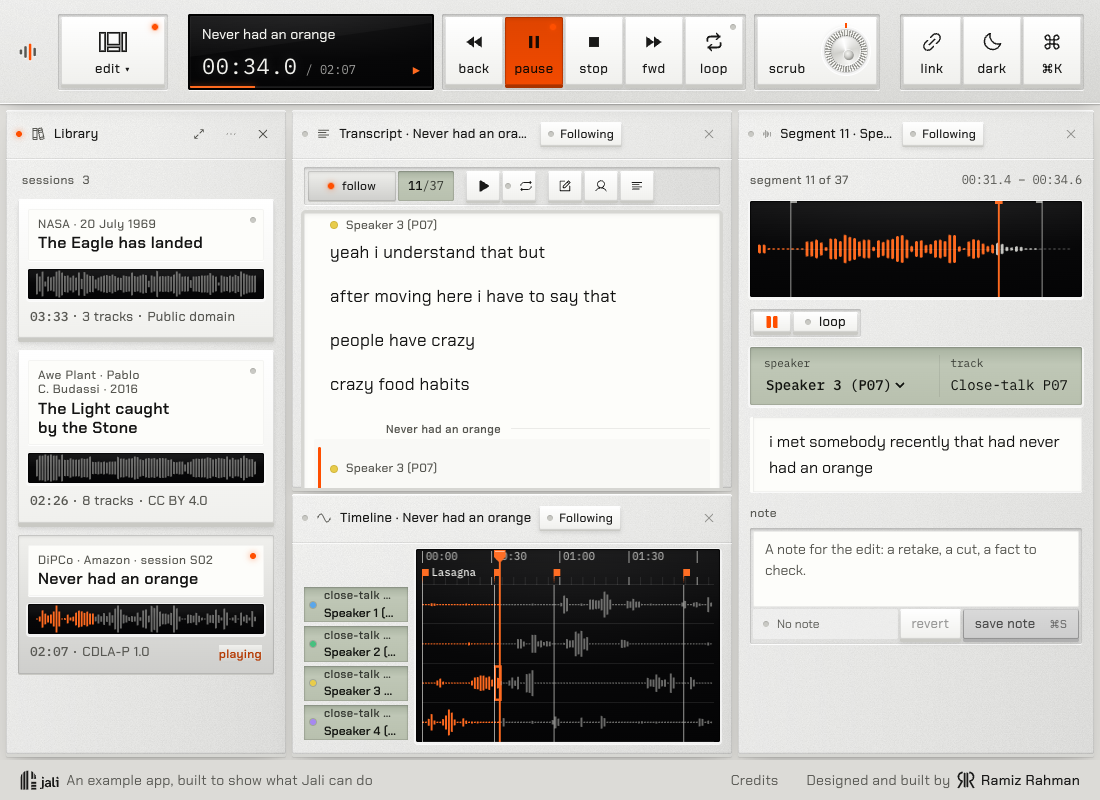 edit
Never had an orange
00:34.0 / 02:07
back
pause
stop
fwd
loop
scrub
link
dark
⌘K
Library
sessions 3
NASA · 20 July 1969
The Eagle has landed
03:33 · 3 tracks · Public domain
Awe Plant · Pablo
C. Budassi · 2016
The Light caught
by the Stone
02:26 · 8 tracks · CC BY 4.0
DiPCo · Amazon · session S02
Never had an orange
02:07 · CDLA-P 1.0
playing
Transcript · Never had an ora...
Following
follow
11/37
Speaker 3 (P07)
yeah i understand that but
after moving here i have to say that
people have crazy
crazy food habits
Never had an orange
Speaker 3 (P07)
Timeline · Never had an orange
Following
00:00
0:30
01:00
01:30
Lasagna
close-talk ...
Speaker 1 (...
close-talk ...
Speaker 2 (...
close-talk ...
Speaker 3 ...
close-talk ...
Speaker 4 (...
Segment 11 · Spe...
Following
segment 11 of 37
00:31.4 – 00:34.6
loop
speaker
Speaker 3 (P07)
track
Close-talk P07
i met somebody recently that had never
had an orange
note
A note for the edit: a retake, a cut, a fact to
check.
No note
revert
save note ⌘S
jali An example app, built to show what Jali can do
Credits
Designed and built by Ramiz Rahman